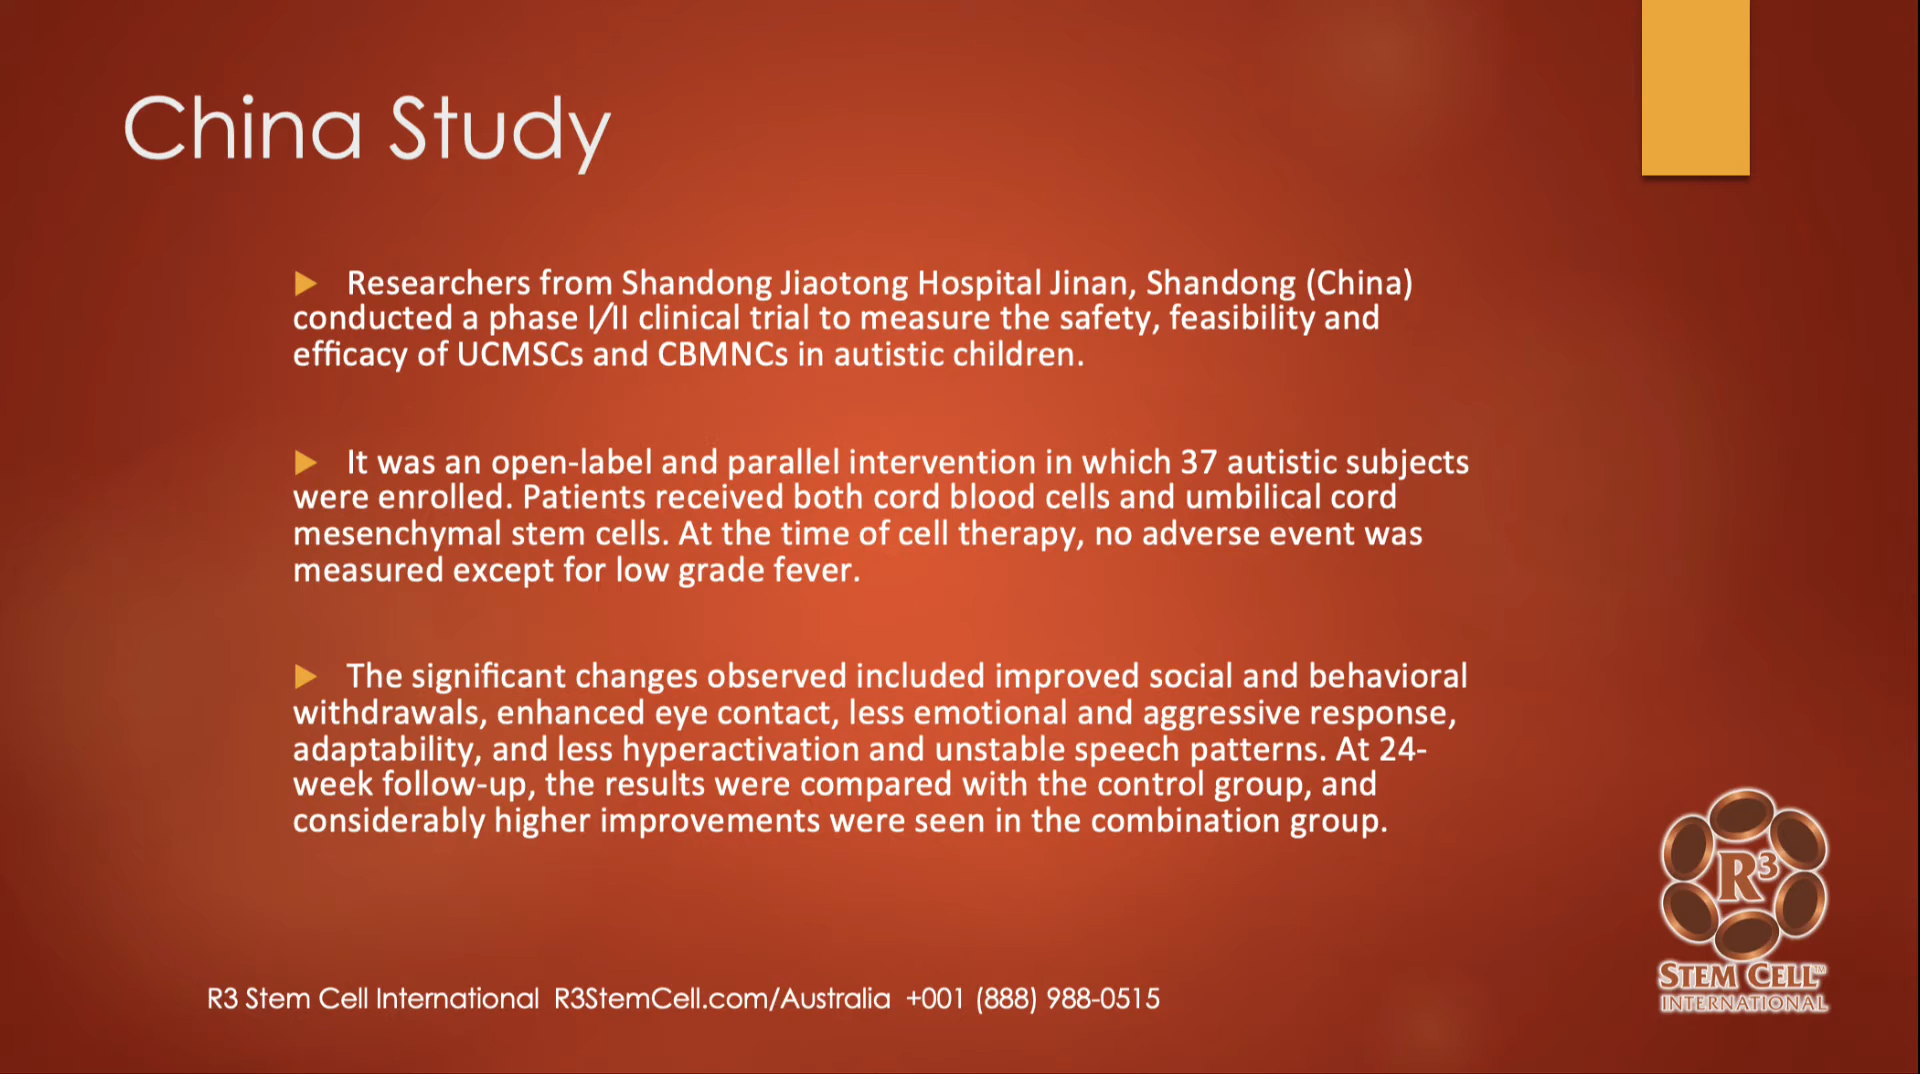 China Study
Researchers from Shandong Jiaotong Hospital Jinan, Shandong (China)
conducted a phase I/II clinical trial to measure the safety, feasibility and
efficacy of UCMSCs and CBMNCs in autistic children.
It was an open-label and parallel intervention in which 37 autistic subjects
were enrolled. Patients received both cord blood cells and umbilical cord
mesenchymal stem cells. At the time of cell therapy, no adverse event was
measured except for low grade fever.
The significant changes observed included improved social and behavioral
withdrawals, enhanced eye contact, less emotional and aggressive response,
adaptability, and less hyperactivation and unstable speech patterns. At 24-
week follow-up, the results were compared with the control group, and
considerably higher improvements were seen in the combination group.
R³
STEM CELL™
INTERNATIONAL
R3 Stem Cell International R3StemCell.com/Australia +001 (888) 988-0515